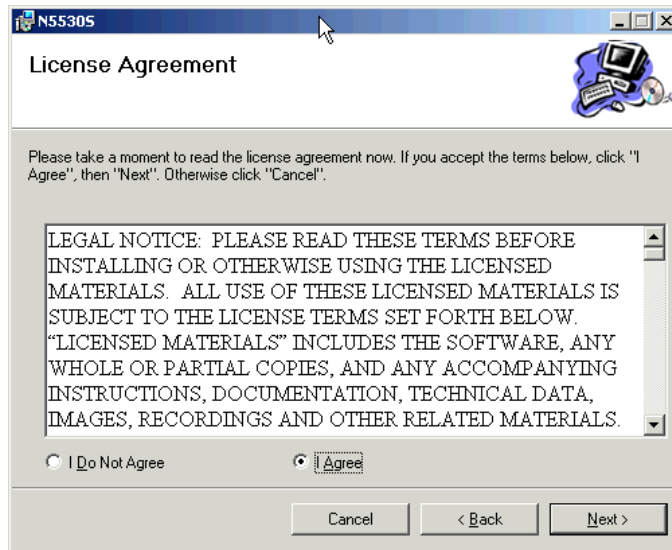 N5530S
License Agreement
Please take a moment to read the license agreement now. If you accept the terms below, click "I
Agree", then "Next". Otherwise click "Cancel".
LEGAL NOTICE:  PLEASE READ THESE TERMS BEFORE
INSTALLING OR OTHERWISE USING THE LICENSED
MATERIALS.  ALL USE OF THESE LICENSED MATERIALS IS
SUBJECT TO THE LICENSE TERMS SET FORTH BELOW.
“LICENSED MATERIALS” INCLUDES THE SOFTWARE, ANY
WHOLE OR PARTIAL COPIES, AND ANY ACCOMPANYING
INSTRUCTIONS, DOCUMENTATION, TECHNICAL DATA,
IMAGES, RECORDINGS AND OTHER RELATED MATERIALS.
I Do Not Agree
I Agree
Cancel
< Back
Next >